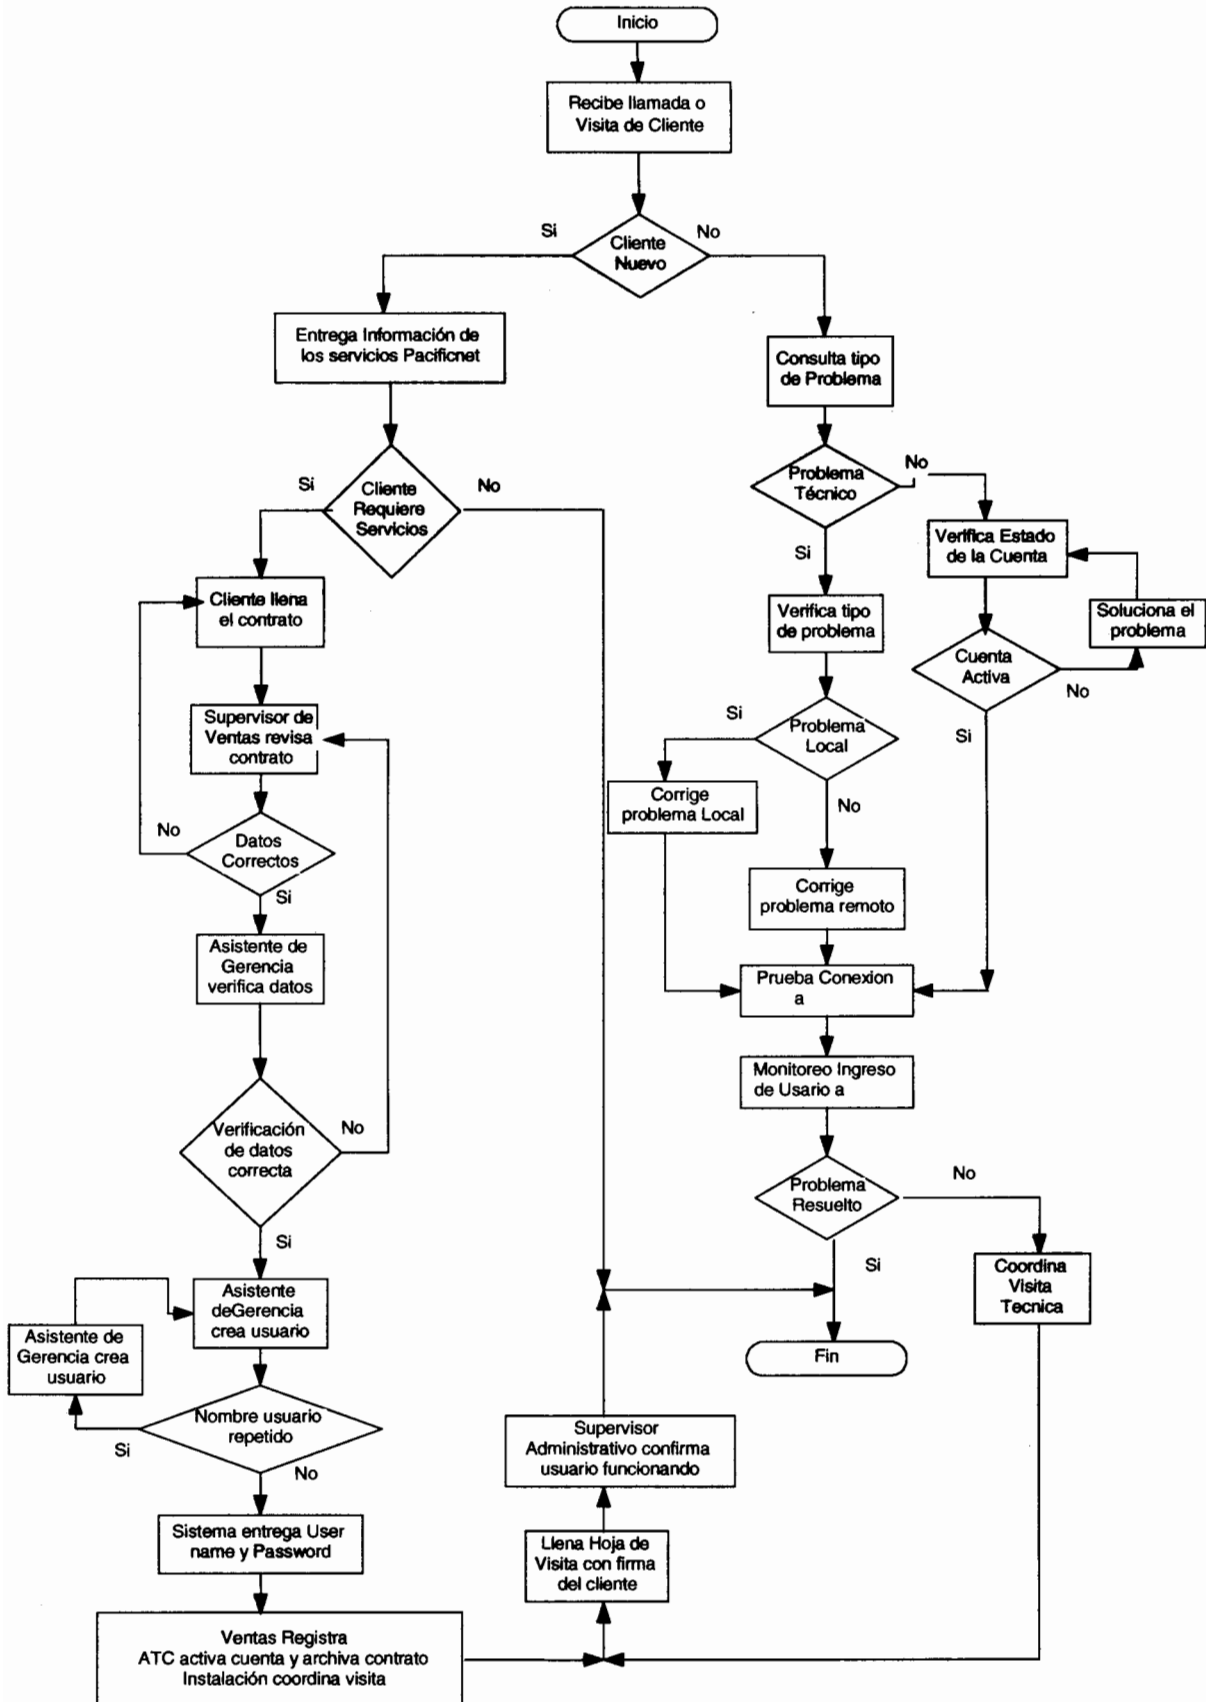 Inicio
Recibe llamada o
Visita de Cliente
Si
No
Cliente
Nuevo
Entrega Información de
los servicios Pacificnet
Consulta tipo
de Problema
Si
Cliente
Requiere
Servicios
No
Problema
Técnico
No
Si
Verifica Estado
de la Cuenta
Cliente llena
el contrato
Verifica tipo
de problema
Soluciona el
problema
Cuenta
Activa
No
Si
Supervisor de
Ventas revisa
contrato
Si
Problema
Local
Corrige
problema Local
No
No
Datos
Correctos
Si
Corrige
problema remoto
Asistente de
Gerencia
verifica datos
Prueba Conexion
a
Monitoreo Ingreso
de Usario a
Verificación
de datos
correcta
No
Si
Problema
Resuelto
No
Si
Coordina
Visita
Tecnica
Asistente
deGerencia
crea usuario
Asistente de
Gerencia crea
usuario
Fin
Nombre usuario
repetido
Si
No
Supervisor
Administrativo confirma
usuario funcionando
Sistema entrega User
name y Password
Llena Hoja de
Visita con firma
del cliente
Ventas Registra
ATC activa cuenta y archiva contrato
Instalación coordina visita